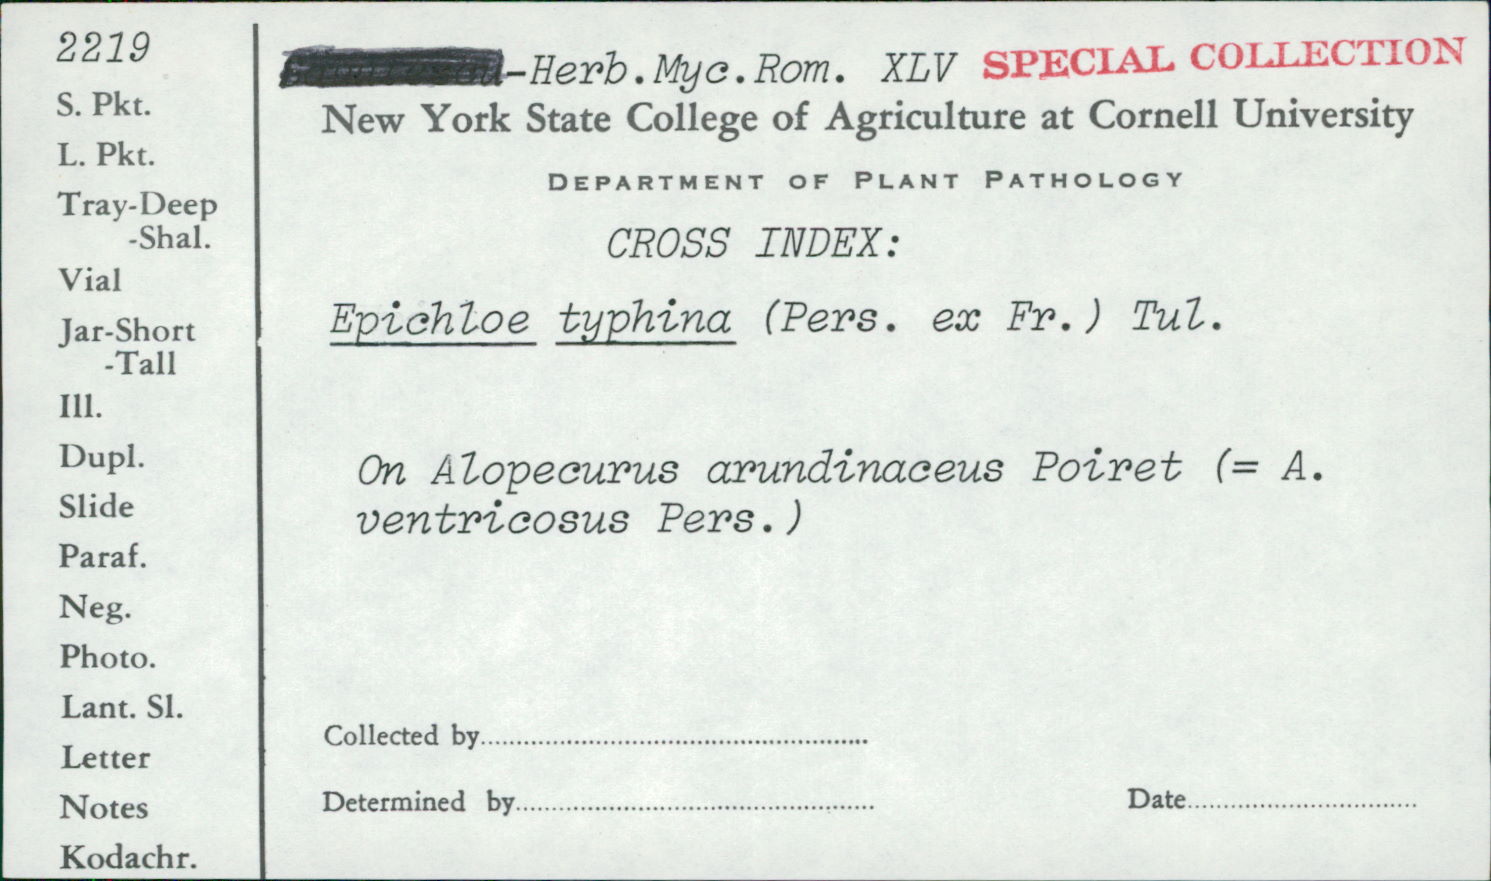 2219
S. Pkt.
L. Pkt.
Tray-Deep
-Shal.
Vial
Jar-Short
-Tall
Ill.
Dupl.
Slide
Paraf.
Neg.
Photo.
Lant. Sl.
Letter
Notes
Kodachr.
-Herb.Myc.Rom. XLV SPECIAL COLLECTION
New York State College of Agriculture at Cornell University
DEPARTMENT OF PLANT PATHOLOGY
CROSS INDEX:
Epichloe typhina (Pers. ex Fr.) Tul.
On Alopecurus arundinaceus Poiret (= A.
ventricosus Pers.)
Collected by
Determined by
Date